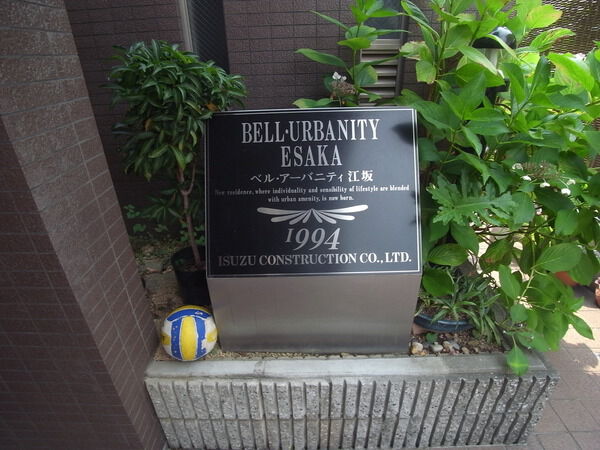 BELL·URBANITY
ESAKA
ベル・アーバニティ江坂
New residence, where individuality and sensibility of lifestyle are blended
with urban amenity, is now born.
1994
ISUZU CONSTRUCTION CO., LTD.